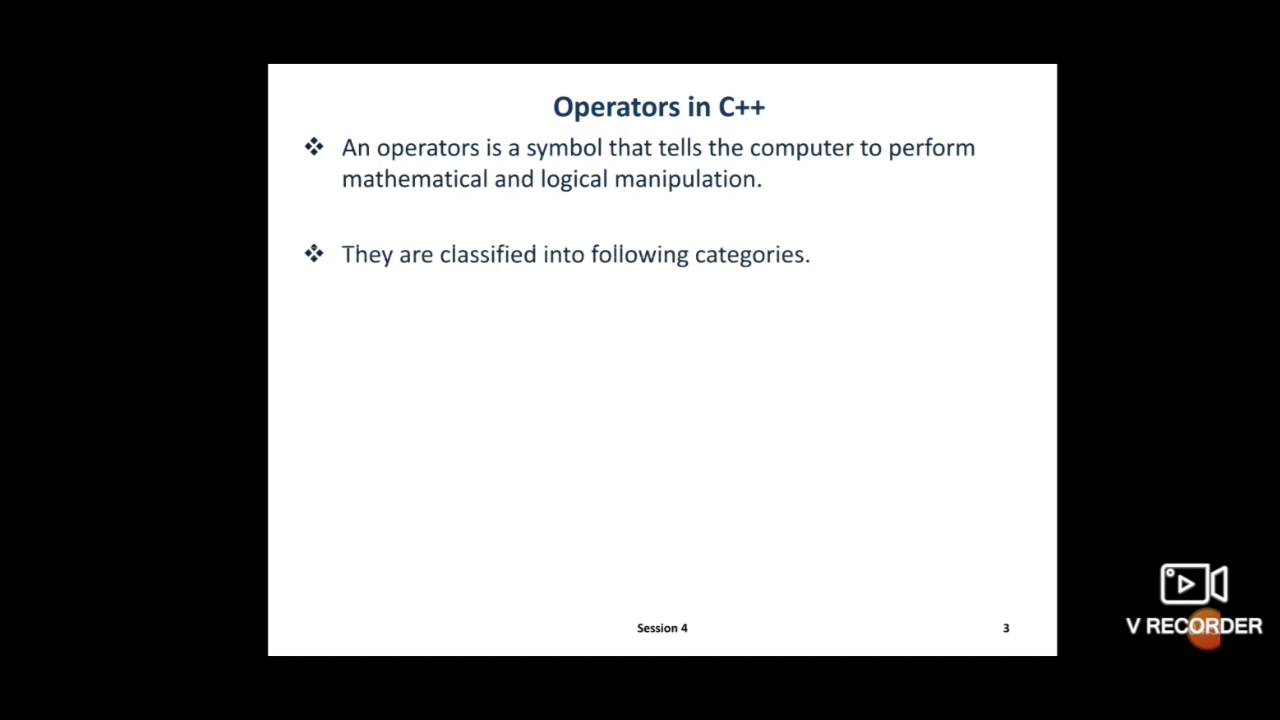 Operators in C++
❖ An operators is a symbol that tells the computer to perform
mathematical and logical manipulation.
❖ They are classified into following categories.
Session 4
3
V RECORDER